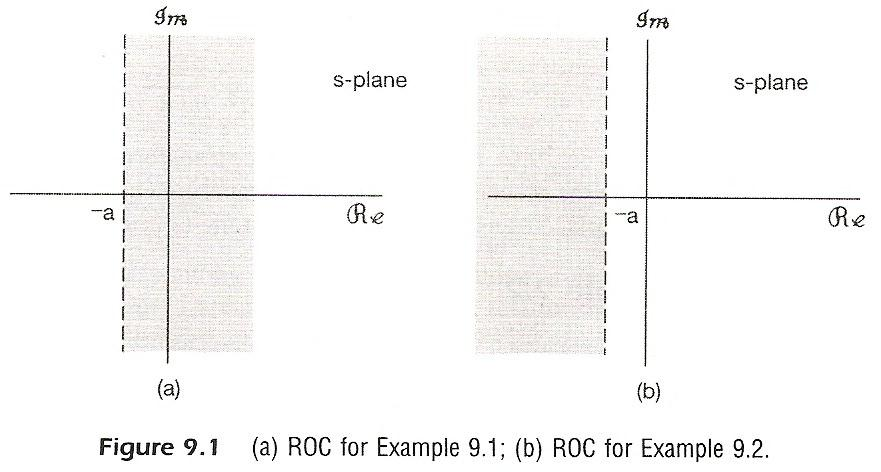 𝒥m
𝒥m
s-plane
s-plane
–a
ℛe
–a
ℛe
(a)
(b)
Figure 9.1 (a) ROC for Example 9.1; (b) ROC for Example 9.2.